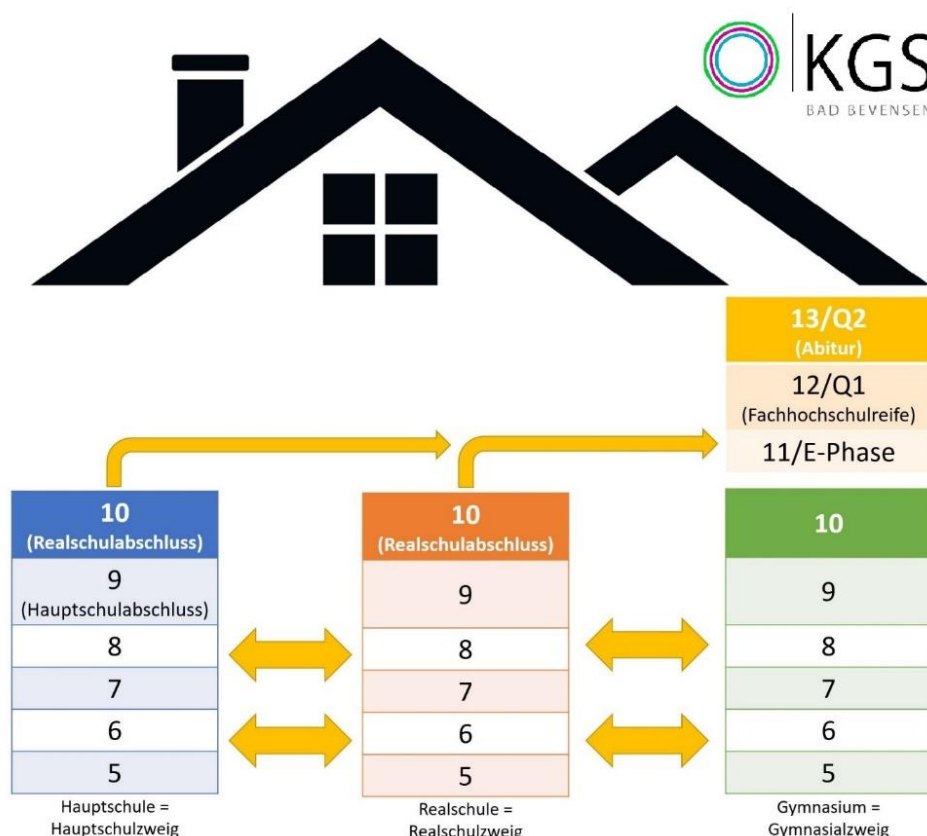 KGS
BAD BEVENSEN
13/Q2
(Abitur)
12/Q1
(Fachhochschulreife)
11/E-Phase
10
(Realschulabschluss)
9
(Hauptschulabschluss)
8
7
6
5
Hauptschule =
Hauptschulzweig
10
(Realschulabschluss)
9
8
7
6
5
Realschule =
Realschulzweig
10
9
8
7
6
5
Gymnasium =
Gymnasialzweig